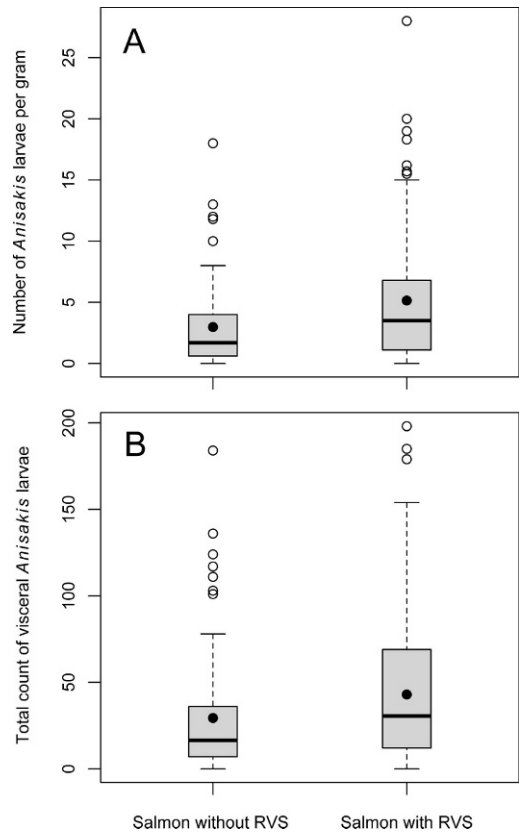 A
Number of Anisakis larvae per gram
25
20
15
10
5
0
B
Total count of visceral Anisakis larvae
200
150
100
50
0
Salmon without RVS Salmon with RVS